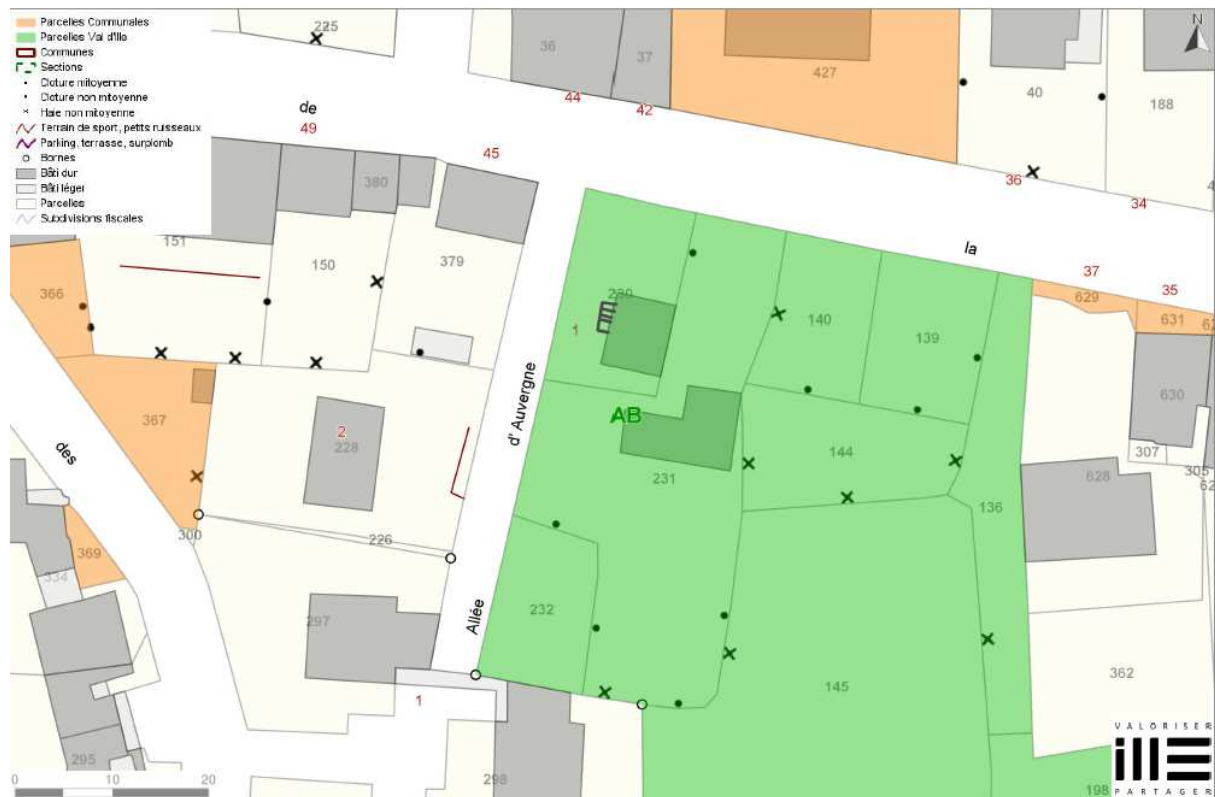 Parcelles Communales
Parcelles Val d'Ille
Communes
Sections
Cloture mitoyenne
Cloture non mitoyenne
Haie non mitoyenne
Terrain de sport, petits ruisseaux
Parking, terrasse, surplomb
Bornes
Bâti dur
Bâti léger
Parcelles
Subdivisions fiscales
N
225
36
37
427
40
188
44
42
de
49
45
36
34
380
la
151
150
379
37
35
366
629
631
1
140
139
630
367
2
228
d'Auvergne
AB
231
144
307
305
628
136
des
300
226
369
334
232
Allée
297
1
145
362
295
298
198
0
10
20
VALORISER
ILLE
PARTAGER